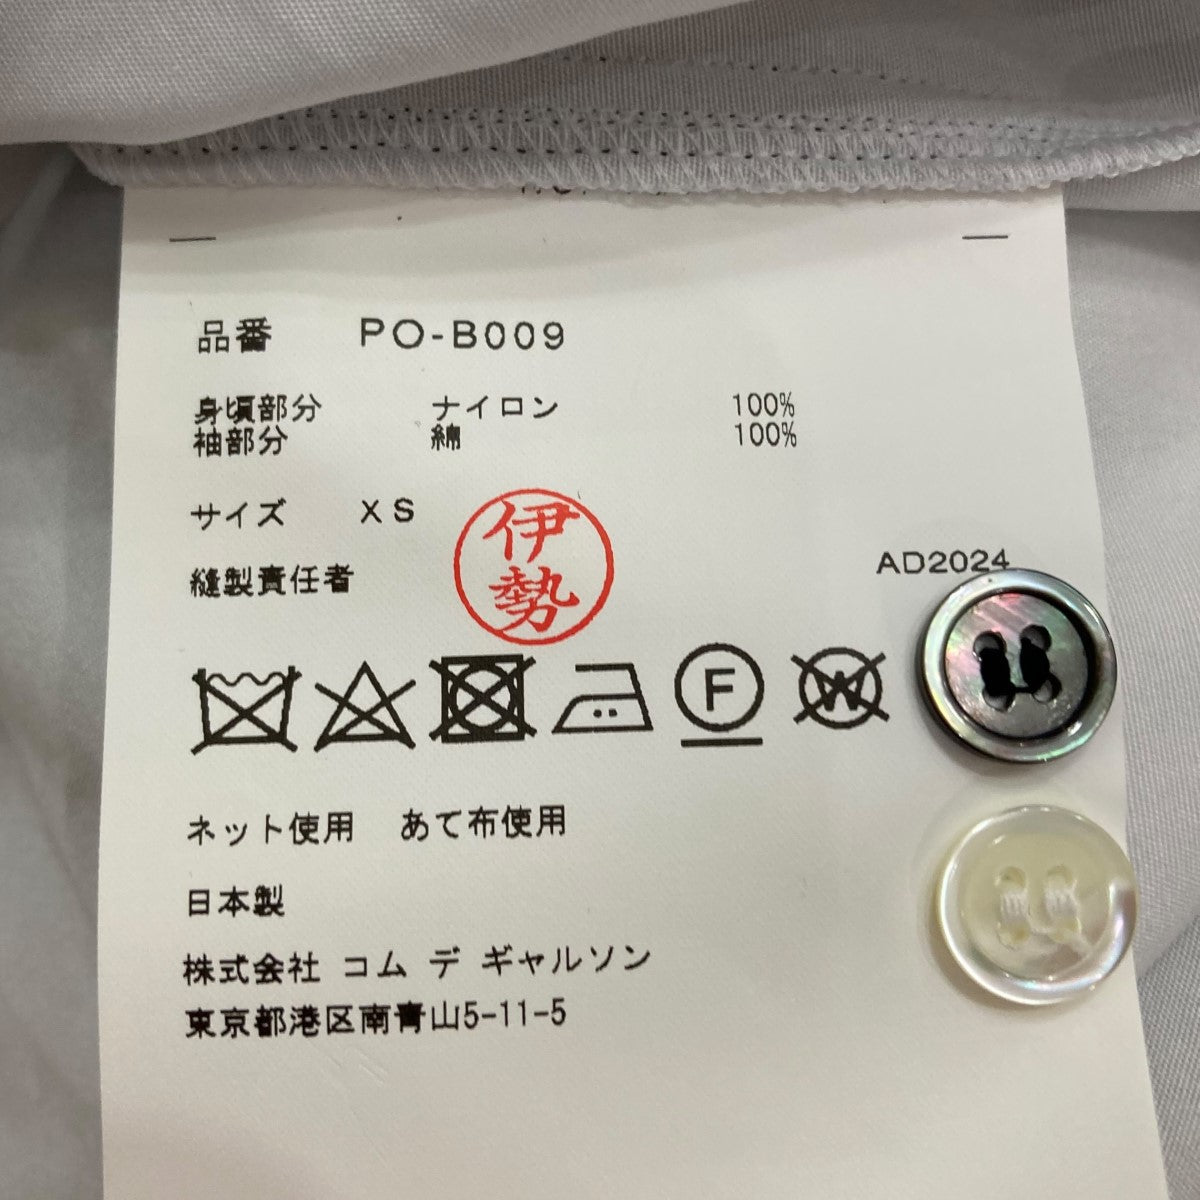 品番 PO-B009
身頃部分 ナイロン 100%
袖部分 綿 100%
サイズ XS
縫製責任者 伊勢
AD2024
F W
ネット使用 あて布使用
日本製
株式会社 コム デ ギャルソン
東京都港区南青山5-11-5